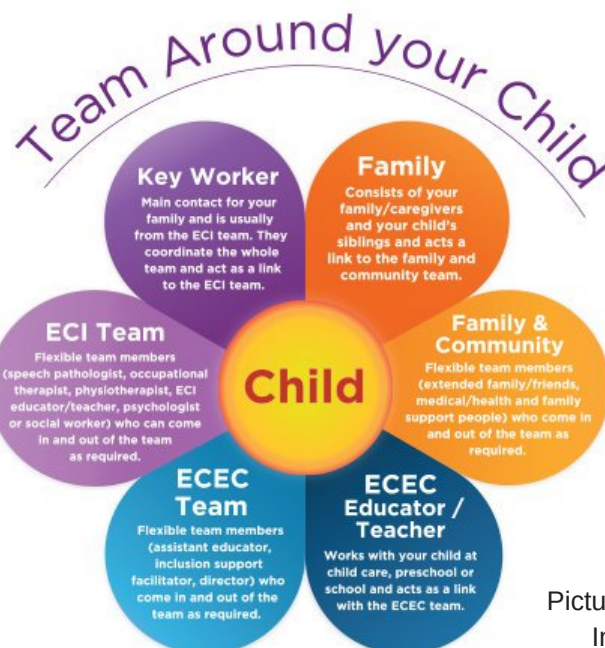 Team Around your Child
Key Worker
Main contact for your
family and is usually
from the ECI team. They
coordinate the whole
team and act as a link
to the ECI team.
Family
Consists of your
family/caregivers
and your child's
siblings and acts a
link to the family and
community team.
ECI Team
Flexible team members
(speech pathologist, occupational
therapist, physiotherapist, ECI
educator/teacher, psychologist
or social worker) who can come
in and out of the team
as required.
Child
Family &
Community
Flexible team members
(extended family/friends,
medical/health and family
support people) who come in
and out of the team as
required.
ECEC
Team
Flexible team members
(assistant educator,
inclusion support
facilitator, director) who
come in and out of the
team as required.
ECEC
Educator /
Teacher
Works with your child at
child care, preschool or
school and acts as a link
with the ECEC team.